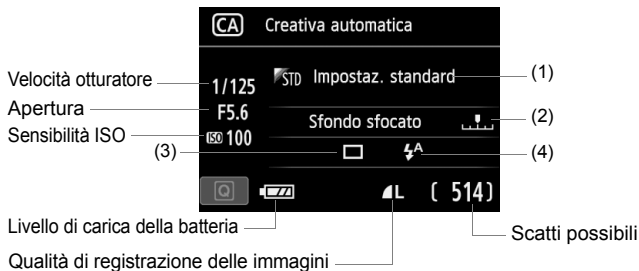 CA Creativa automatica
Velocità otturatore
1/125
STD Impostaz. standard
(1)
Apertura
F5.6
Sfondo sfocato
(2)
Sensibilità ISO
ISO 100
(3)
A
(4)
Q
L
( 514)
Livello di carica della batteria
Scatti possibili
Qualità di registrazione delle immagini